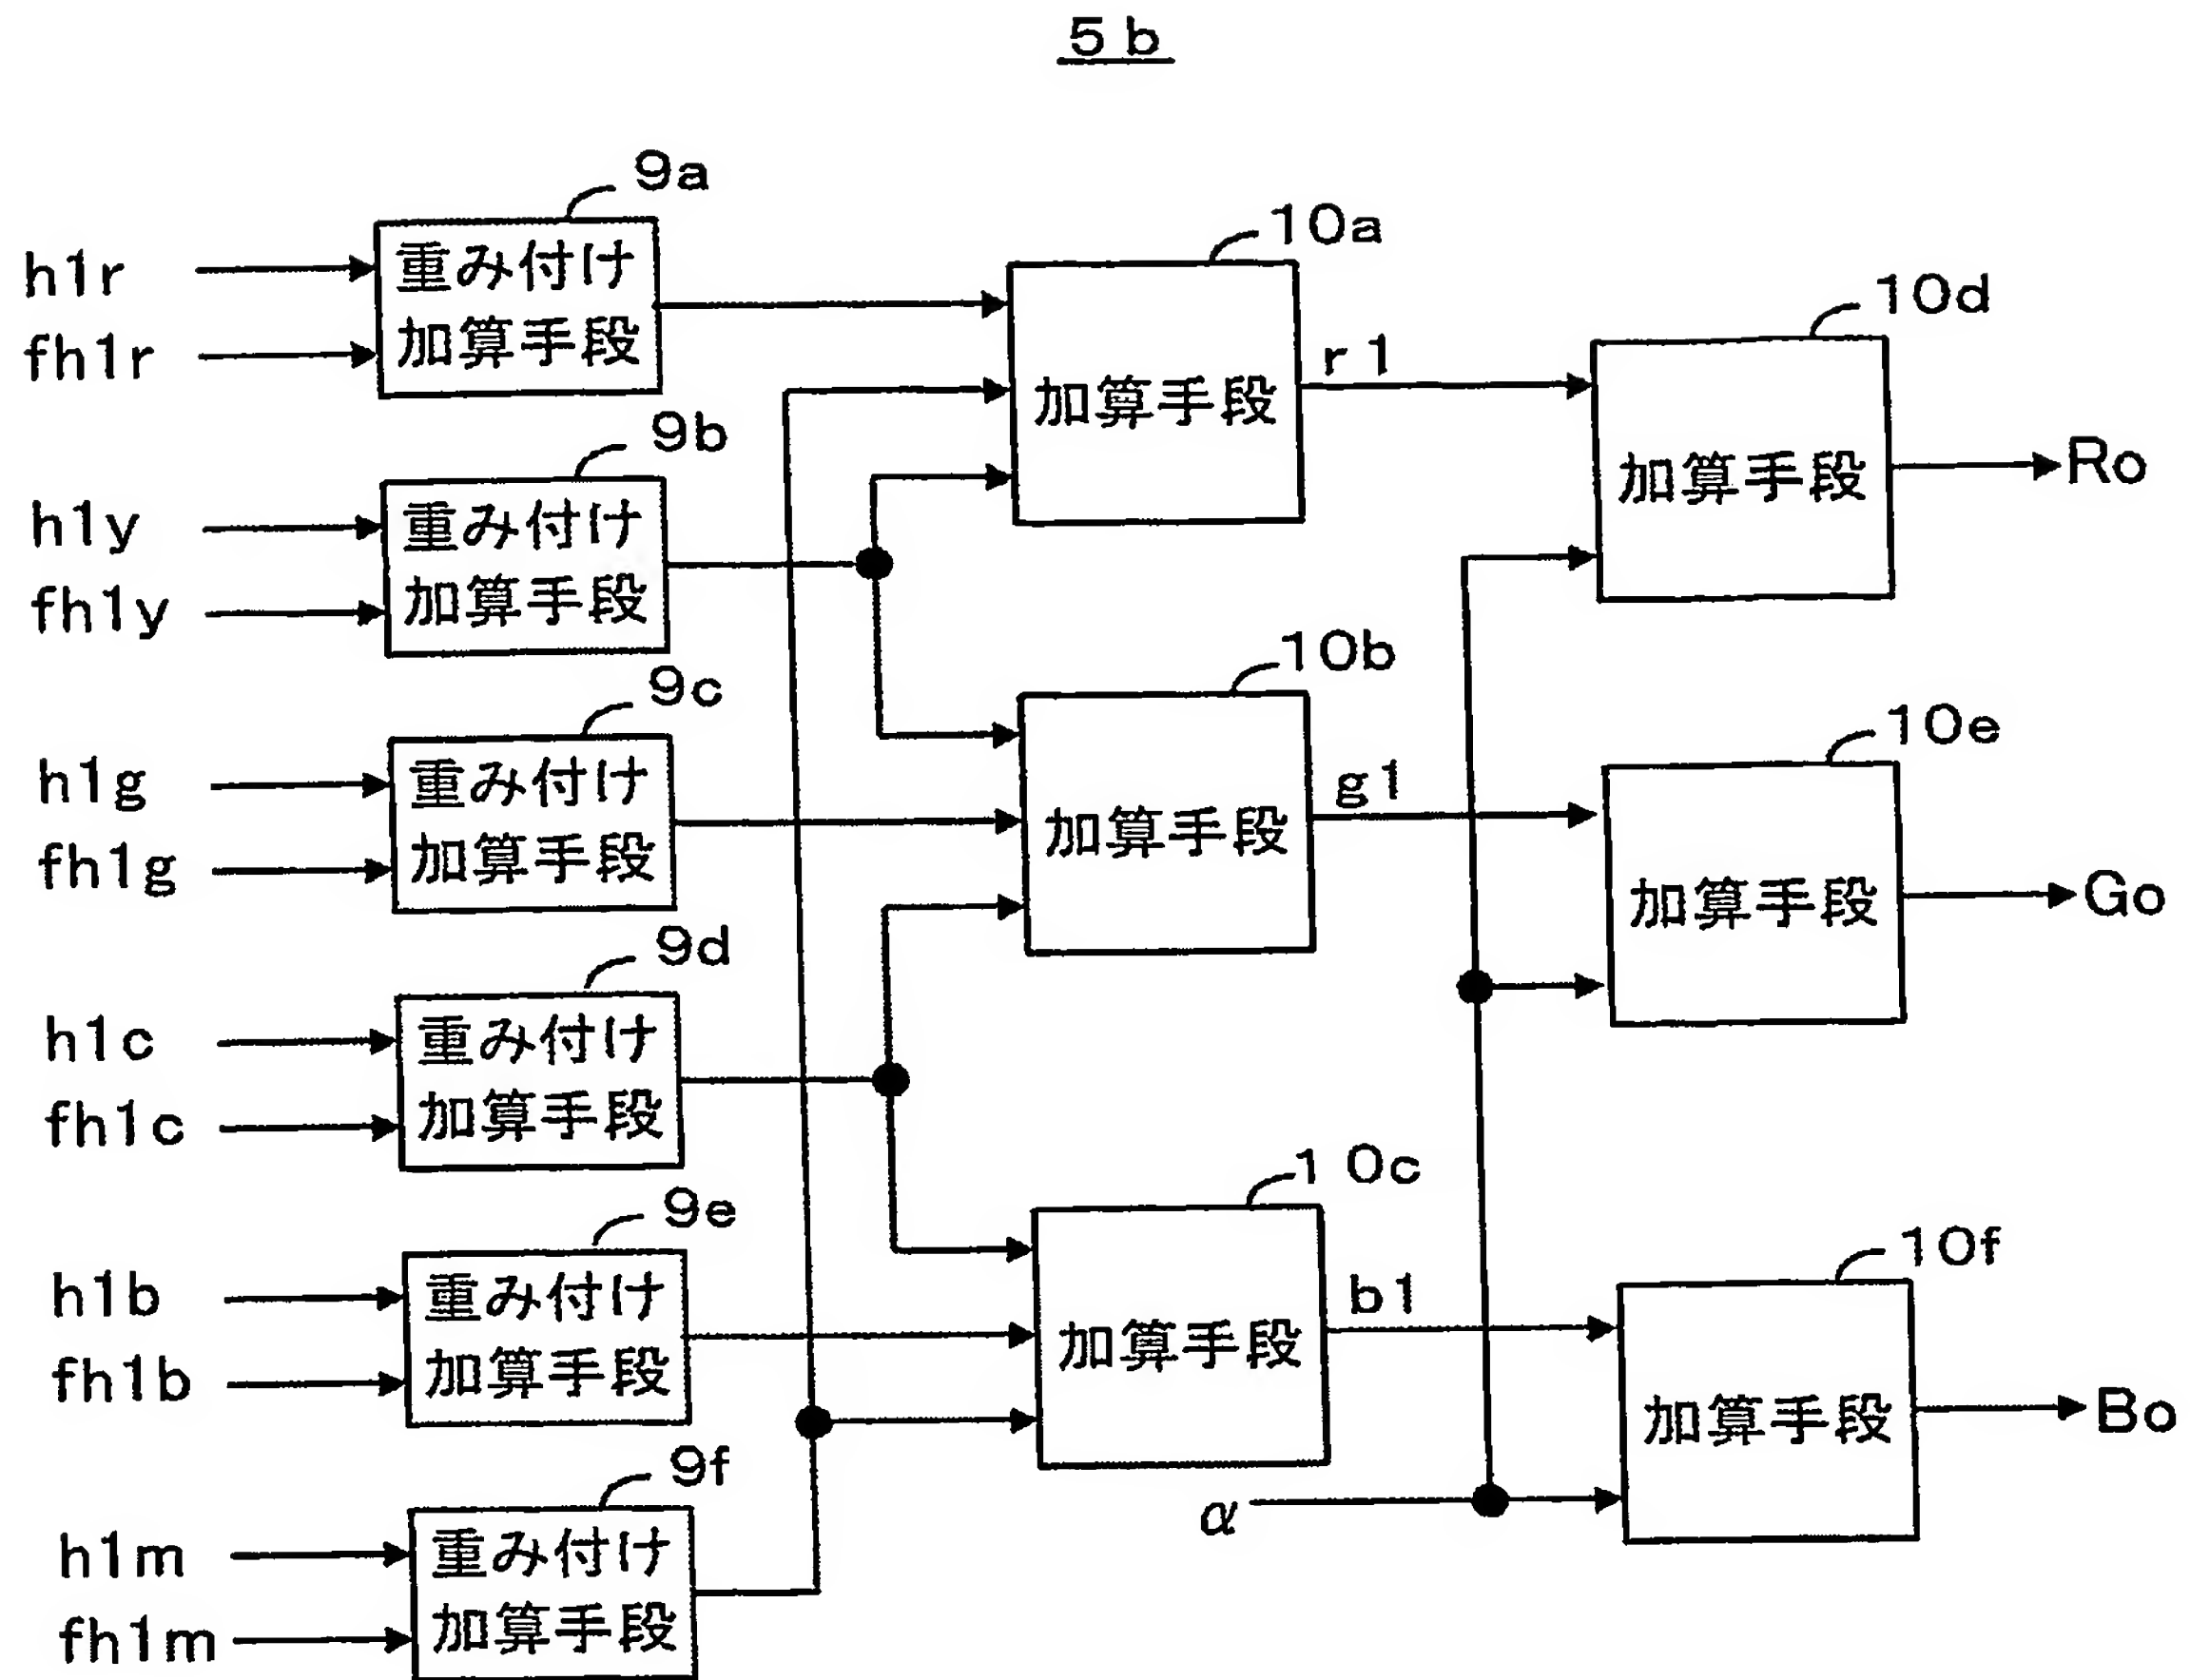 5b
9a
h1r
fh1r
重み付け
加算手段
9b
h1y
fh1y
重み付け
加算手段
9c
h1g
fh1g
重み付け
加算手段
9d
h1c
fh1c
重み付け
加算手段
9e
h1b
fh1b
重み付け
加算手段
9f
h1m
fh1m
重み付け
加算手段
10a
加算手段
r1
10b
加算手段
g1
10c
加算手段
b1
α
10d
加算手段
Ro
10e
加算手段
Go
10f
加算手段
Bo